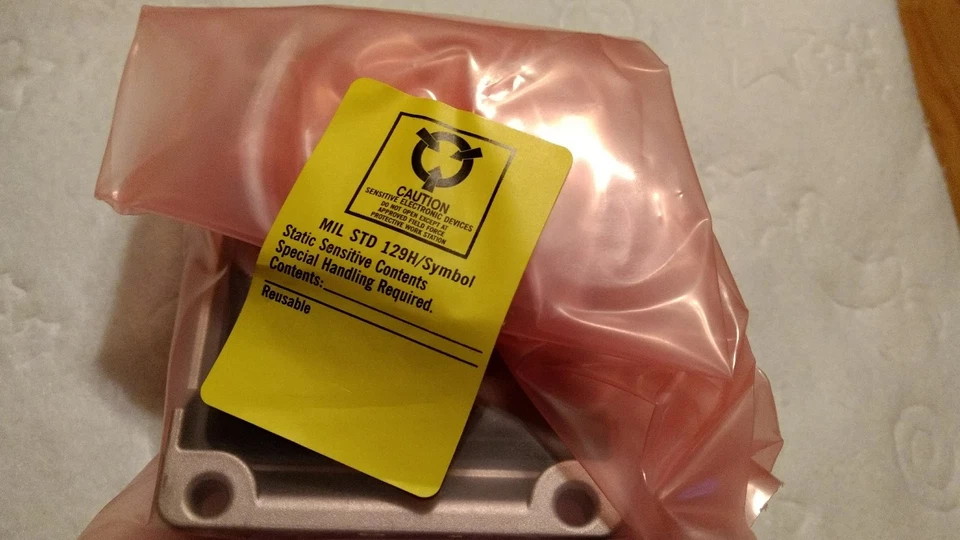 CAUTION
SENSITIVE ELECTRONIC DEVICES
DO NOT OPEN EXCEPT AT
APPROVED FIELD FORCE
PROTECTIVE WORK STATION
MIL STD 129H/Symbol
Static Sensitive Contents
Special Handling Required.
Contents:
Reusable